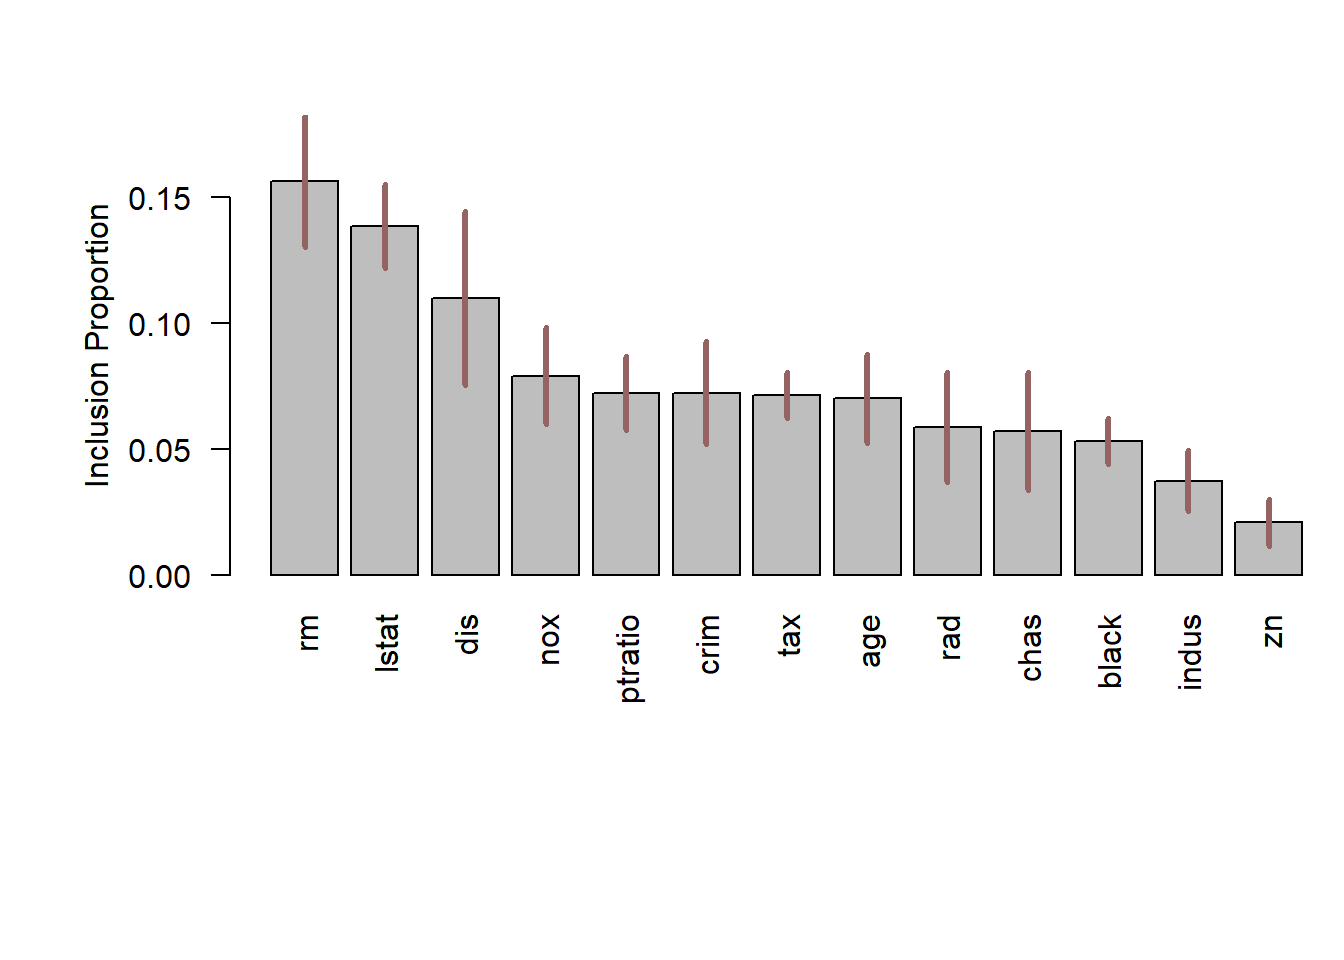 Inclusion Proportion
0.15
0.10
0.05
0.00
rm
lstat
dis
nox
ptratio
crim
tax
age
rad
chas
black
indus
zn